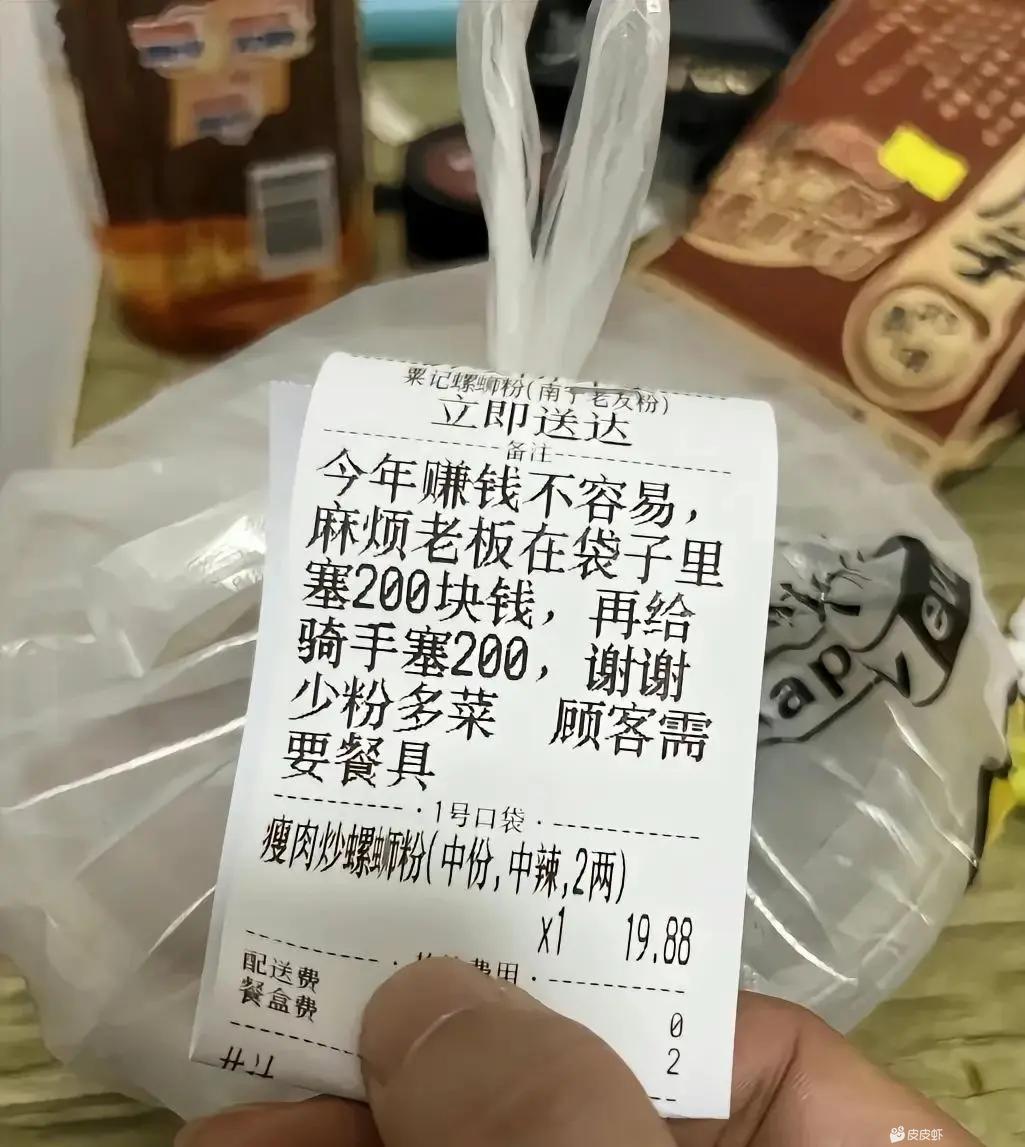 粟记螺蛳粉(南宁老友粉)
立即送达
备注
今年赚钱不容易,
麻烦老板在袋子里
塞200块钱, 再给
骑手塞200, 谢谢
少粉多菜 顾客需
要餐具
1号口袋
瘦肉炒螺蛳粉(中份,中辣,2两)
x1 19.88
费用
配送费 0
餐盒费 2
皮皮虾